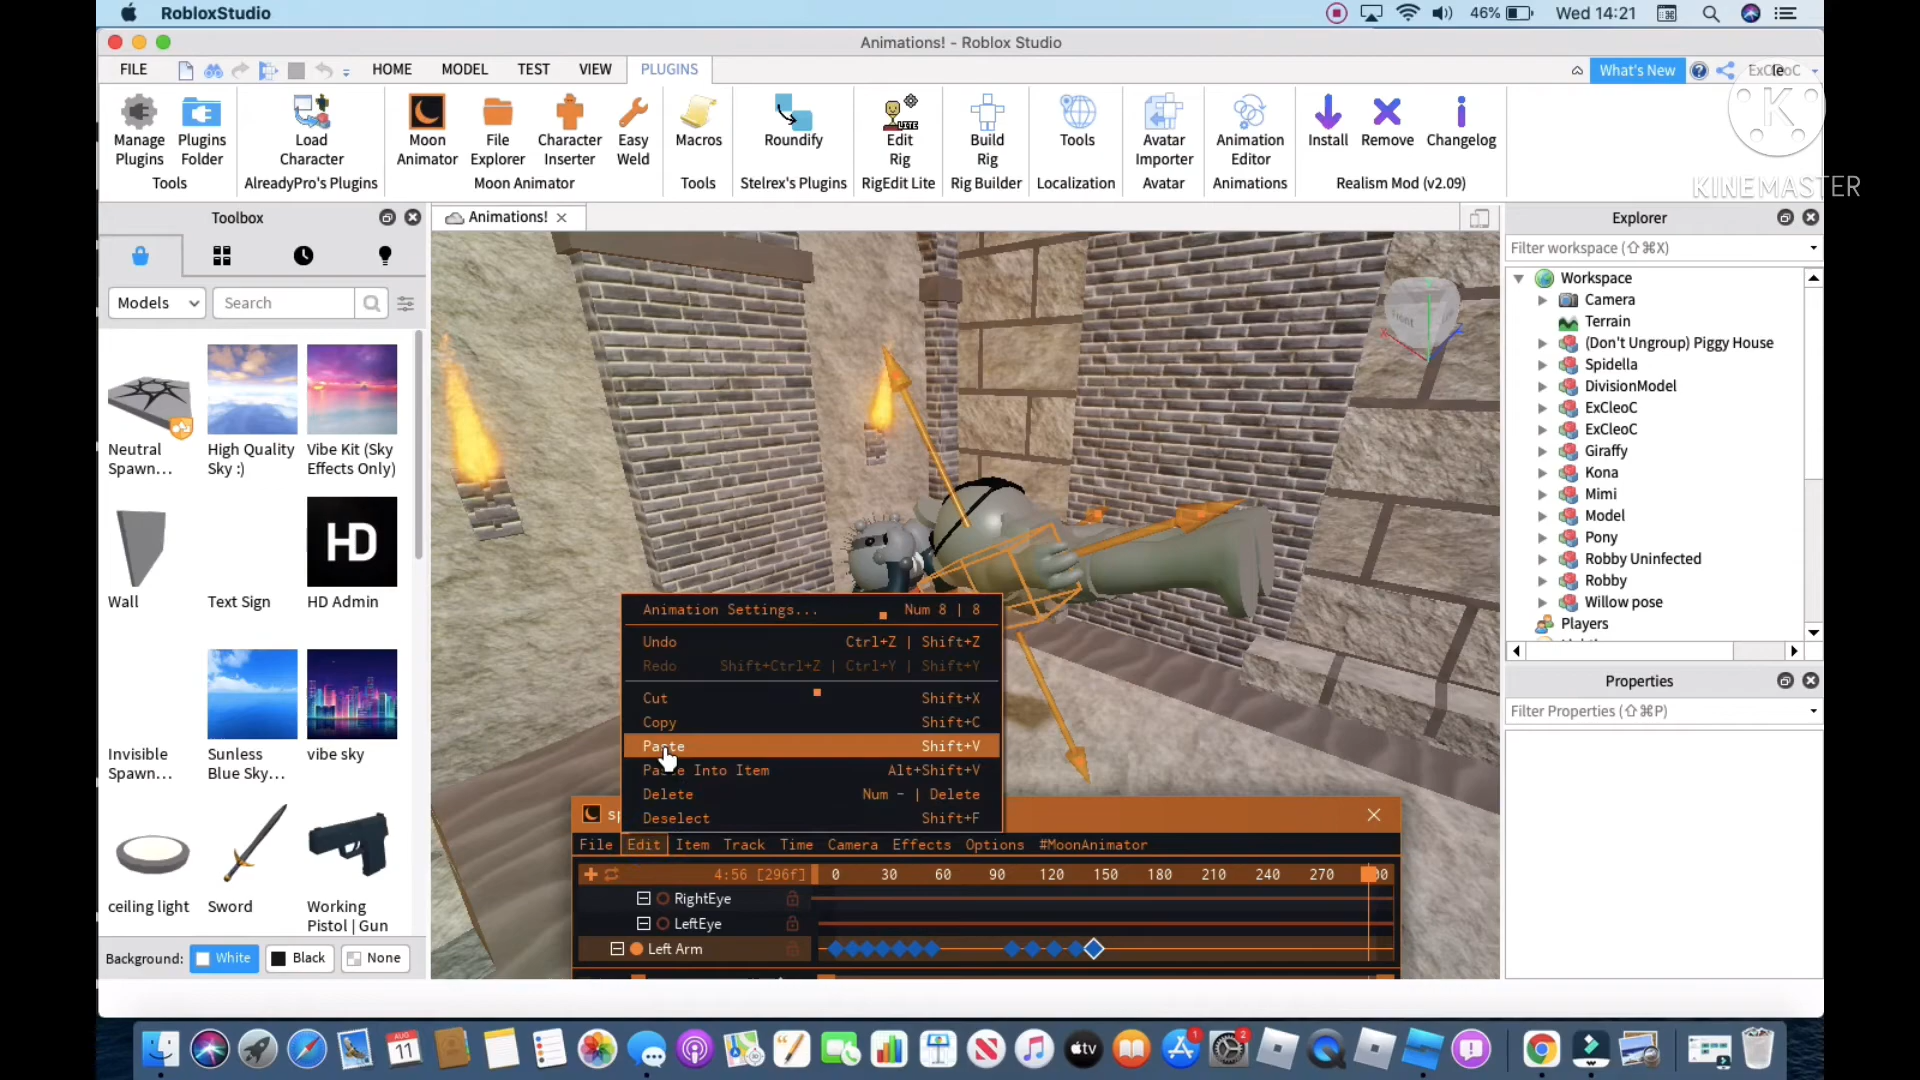 RobloxStudio
46%
Wed 14:21
Animations! - Roblox Studio
FILE
HOME
MODEL
TEST
VIEW
PLUGINS
What's New
Manage
Plugins
Plugins
Folder
Load
Character
Moon
Animator
File
Explorer
Character
Inserter
Easy
Weld
Macros
Roundify
Edit
Rig
Build
Rig
Tools
Avatar
Importer
Animation
Editor
Install
Remove
Changelog
Tools
AlreadyPro's Plugins
Moon Animator
Tools
Stelrex's Plugins
RigEdit Lite
Rig Builder
Localization
Avatar
Animations
Realism Mod (v2.09)
K
KINEMASTER
Toolbox
Models
Search
Neutral
Spawn...
High Quality
Sky :)
Vibe Kit (Sky
Effects Only)
Wall
Text Sign
HD
HD Admin
Invisible
Spawn...
Sunless
Blue Sky...
vibe sky
ceiling light
Sword
Working
Pistol | Gun
Background:
White
Black
None
Animations!
Front
Animation Settings...
Num 8 | 8
Undo
Ctrl+Z | Shift+Z
Redo
Shift+Ctrl+Z | Ctrl+Y | Shift+Y
Cut
Shift+X
Copy
Shift+C
Paste
Shift+V
Paste Into Item
Alt+Shift+V
Delete
Num - | Delete
Deselect
Shift+F
File
Edit
Item
Track
Time
Camera
Effects
Options
#MoonAnimator
4:56 [296f]
0
30
60
90
120
150
180
210
240
270
RightEye
LeftEye
Left Arm
Explorer
Filter workspace (⇧⌘X)
Workspace
Camera
Terrain
(Don't Ungroup) Piggy House
Spidella
DivisionModel
ExCleoC
ExCleoC
Giraffy
Kona
Mimi
Model
Pony
Robby Uninfected
Robby
Willow pose
Players
Properties
Filter Properties (⇧⌘P)
AUG
11
tv
1
2